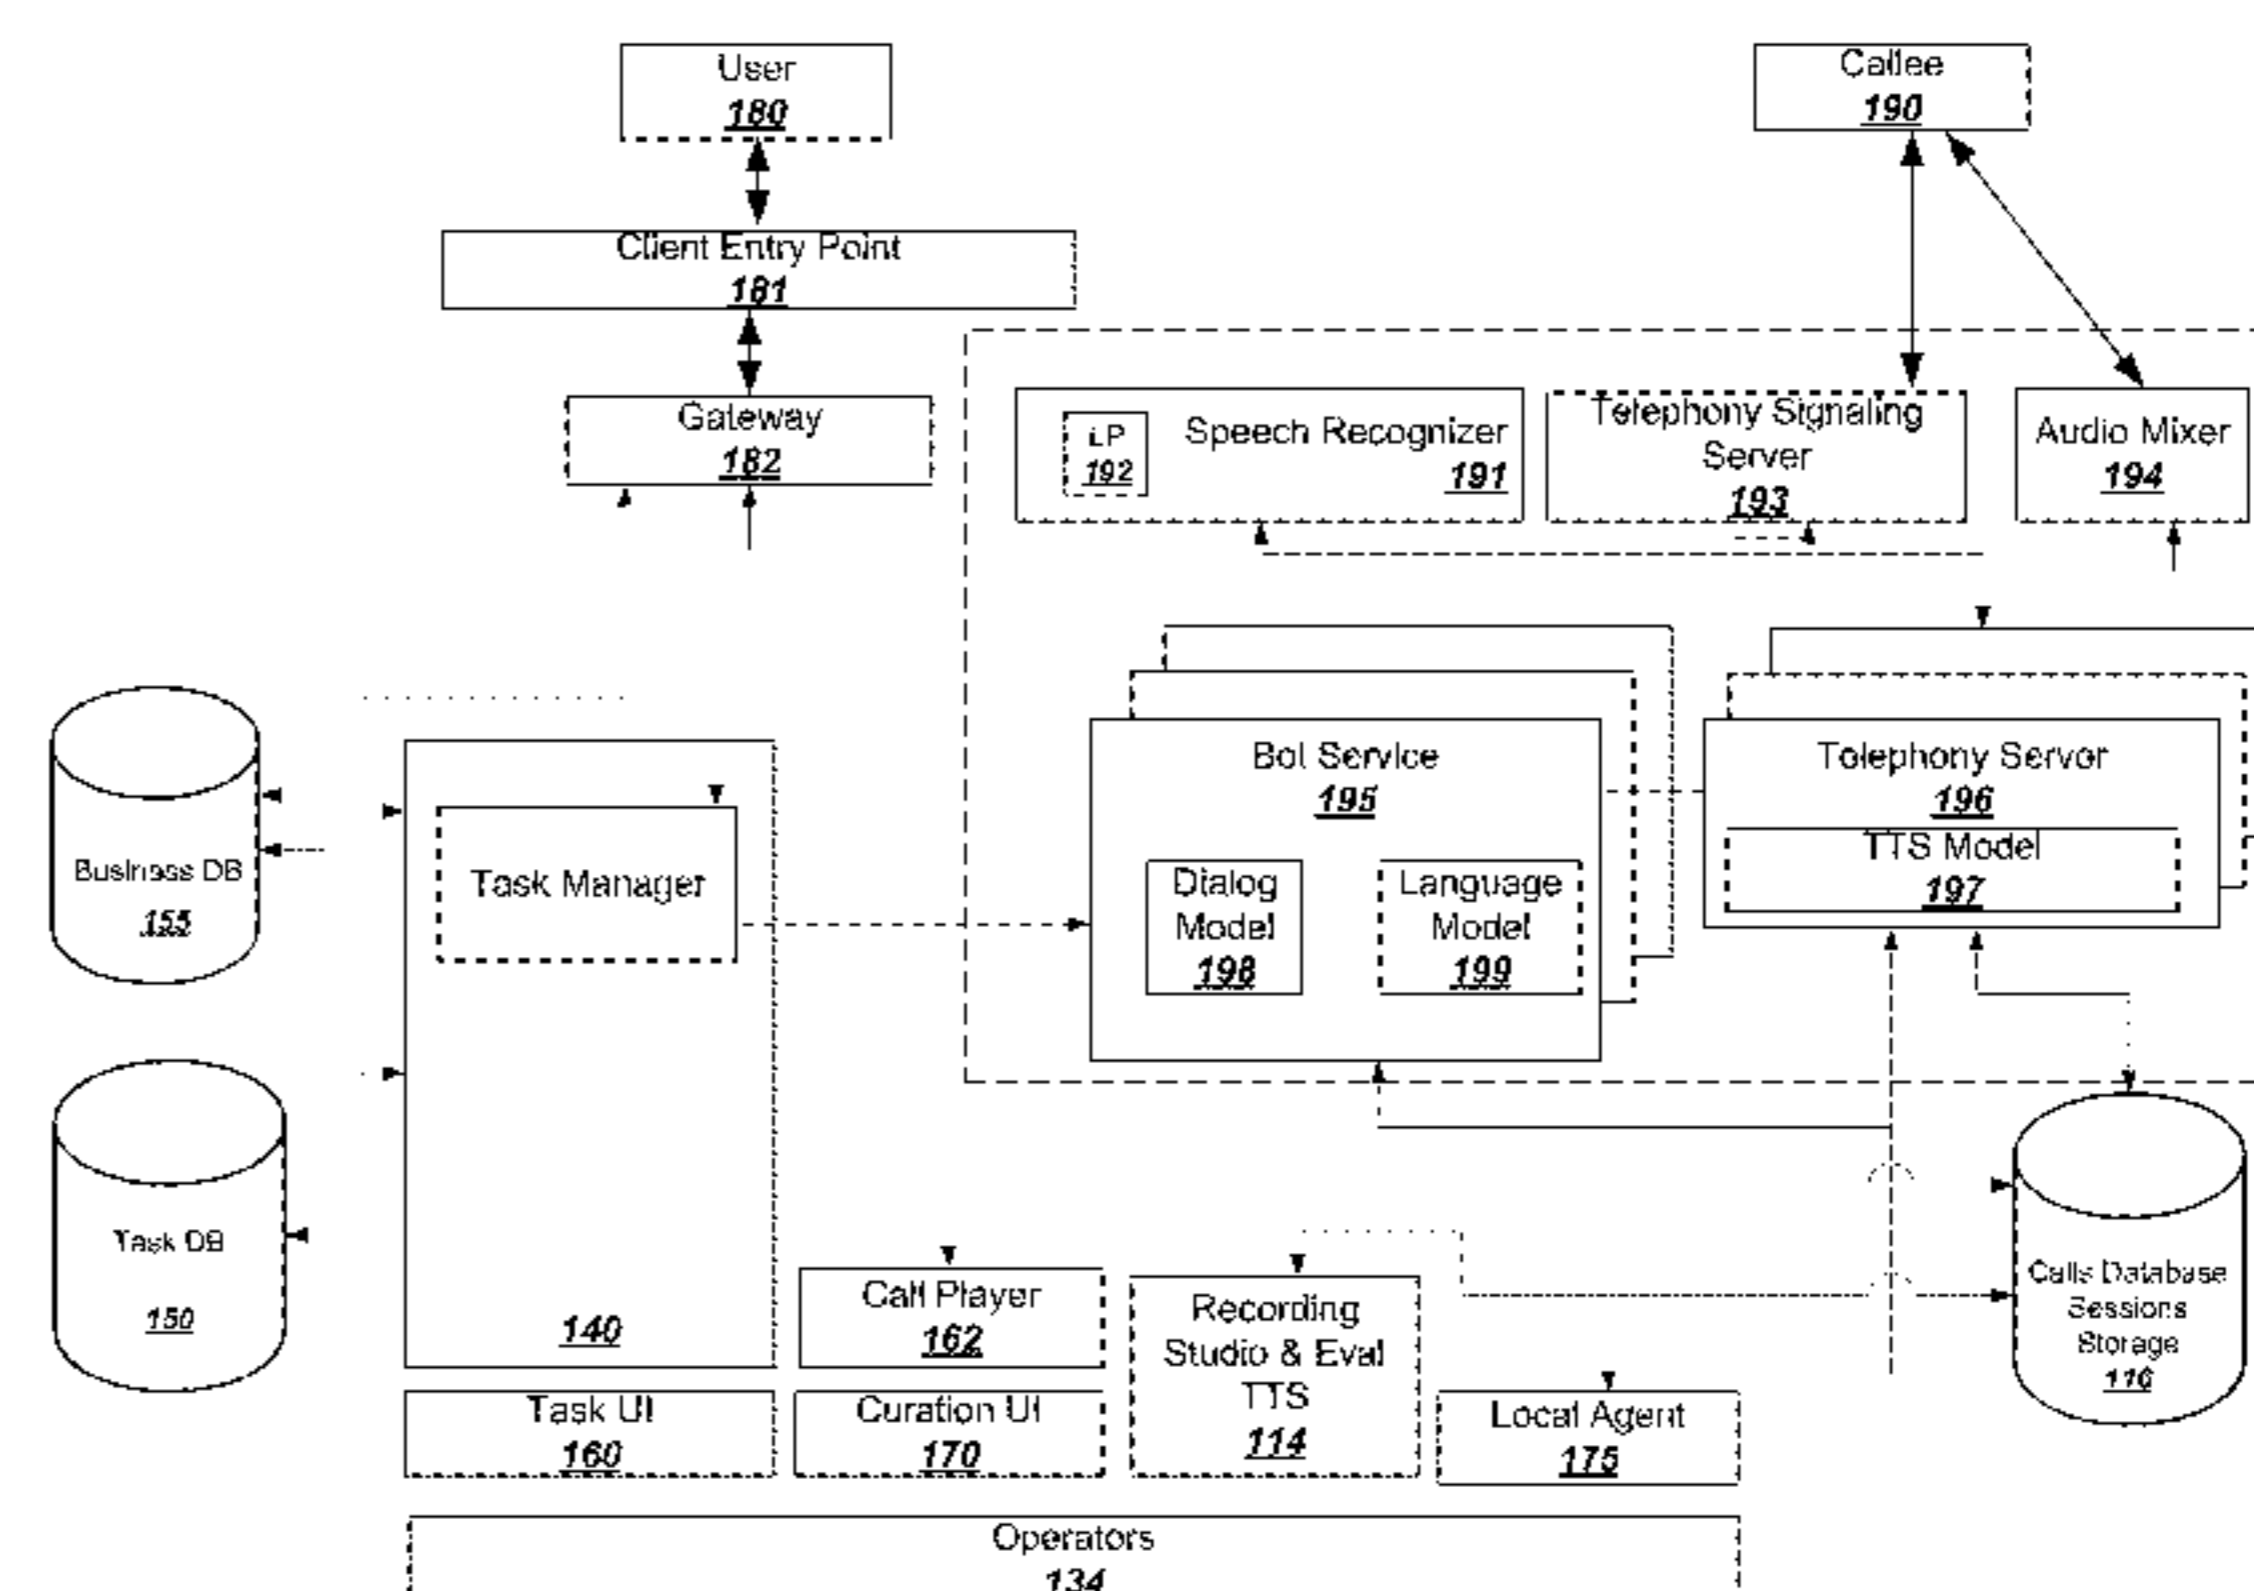 User
180
Callee
190
Client Entry Point
181
Gateway
182
LP
192
Speech Recognizer
191
Telephony Signaling
Server
193
Audio Mixer
194
Business DB
155
Task Manager
140
Bot Service
195
Dialog
Model
198
Language
Model
199
Telephony Server
196
TTS Model
197
Task DB
150
Call Player
162
Recording
Studio & Eval
TTS
114
Calls Database
Sessions
Storage
116
Task UI
160
Curation UI
170
Local Agent
175
Operators
134